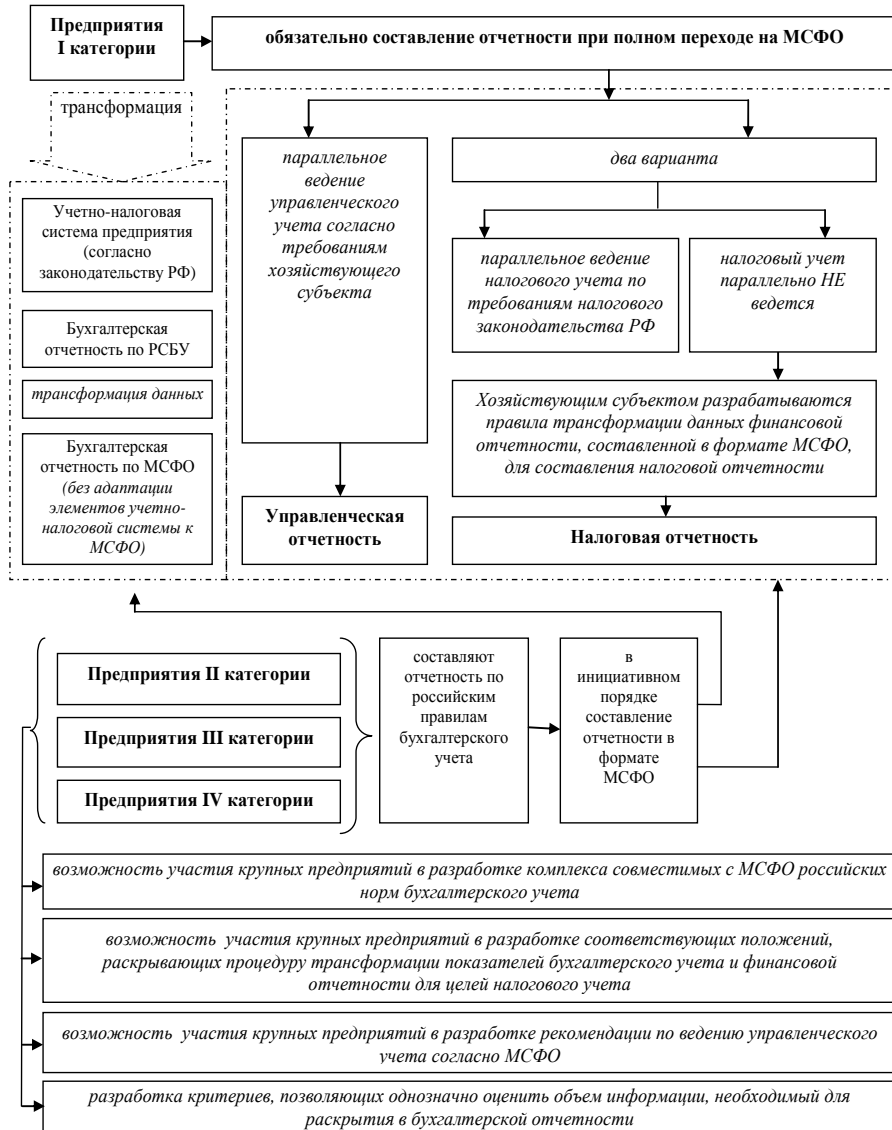 Предприятия
I категории
обязательно составление отчетности при полном переходе на МСФО
трансформация
Учетно-налоговая
система предприятия
(согласно
законодательству РФ)
Бухгалтерская
отчетность по РСБУ
трансформация данных
Бухгалтерская
отчетность по МСФО
(без адаптации
элементов учетно-
налоговой системы к
МСФО)
параллельное
ведение
управленческого
учета согласно
требованиям
хозяйствующего
субъекта
Управленческая
отчетность
два варианта
параллельное ведение
налогового учета по
требованиям налогового
законодательства РФ
налоговый учет
параллельно НЕ
ведется
Хозяйствующим субъектом разрабатываются
правила трансформации данных финансовой
отчетности, составленной в формате МСФО,
для составления налоговой отчетности
Налоговая отчетность
Предприятия II категории
Предприятия III категории
Предприятия IV категории
составляют
отчетность по
российским
правилам
бухгалтерского
учета
в
инициативном
порядке
составление
отчетности в
формате
МСФО
возможность участия крупных предприятий в разработке комплекса совместимых с МСФО российских
норм бухгалтерского учета
возможность участия крупных предприятий в разработке соответствующих положений,
раскрывающих процедуру трансформации показателей бухгалтерского учета и финансовой
отчетности для целей налогового учета
возможность участия крупных предприятий в разработке рекомендации по ведению управленческого
учета согласно МСФО
разработка критериев, позволяющих однозначно оценить объем информации, необходимый для
раскрытия в бухгалтерской отчетности